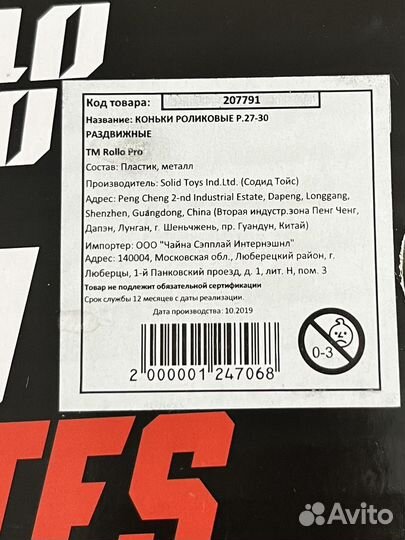 Код товара: 207791
Название: КОНЬКИ РОЛИКОВЫЕ Р.27-30
РАЗДВИЖНЫЕ
ТМ Rollo Pro
Состав: Пластик, металл
Производитель: Solid Toys Ind.Ltd. (Содид Тойс)
Адрес: Peng Cheng 2-nd Industrial Estate, Dapeng, Longgang,
Shenzhen, Guangdong, China (Вторая индустр.зона Пенг Ченг,
Дапэн, Лунган, г. Шеньчжень, пр. Гуандун, Китай)
Импортер: ООО "Чайна Сэпплай Интернэшнл"
Адрес: 140004, Московская обл., Люберецкий район, г.
Люберцы, 1-й Панковский проезд, д. 1, лит. Н, пом. 3
Товар не подлежит обязательной сертификации
Срок службы 12 месяцев с даты реализации.
Дата производства: 10.2019
0-3
2 000001 247068
TES
Avito